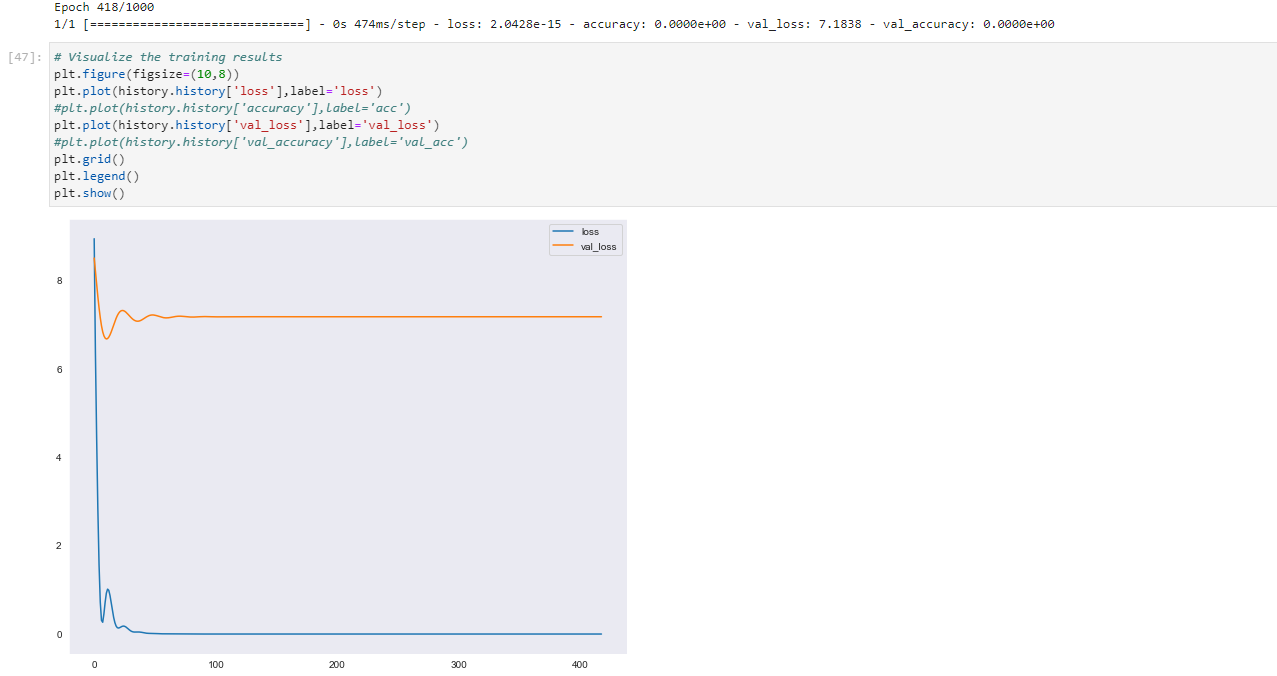 Epoch 418/1000
1/1 [==============================] - 0s 474ms/step - loss: 2.0428e-15 - accuracy: 0.0000e+00 - val_loss: 7.1838 - val_accuracy: 0.0000e+00
[47]:
# Visualize the training results
plt.figure(figsize=(10,8))
plt.plot(history.history['loss'],label='loss')
#plt.plot(history.history['accuracy'],label='acc')
plt.plot(history.history['val_loss'],label='val_loss')
#plt.plot(history.history['val_accuracy'],label='val_acc')
plt.grid()
plt.legend()
plt.show()
loss
val_loss
8
6
4
2
0
0 100 200 300 400